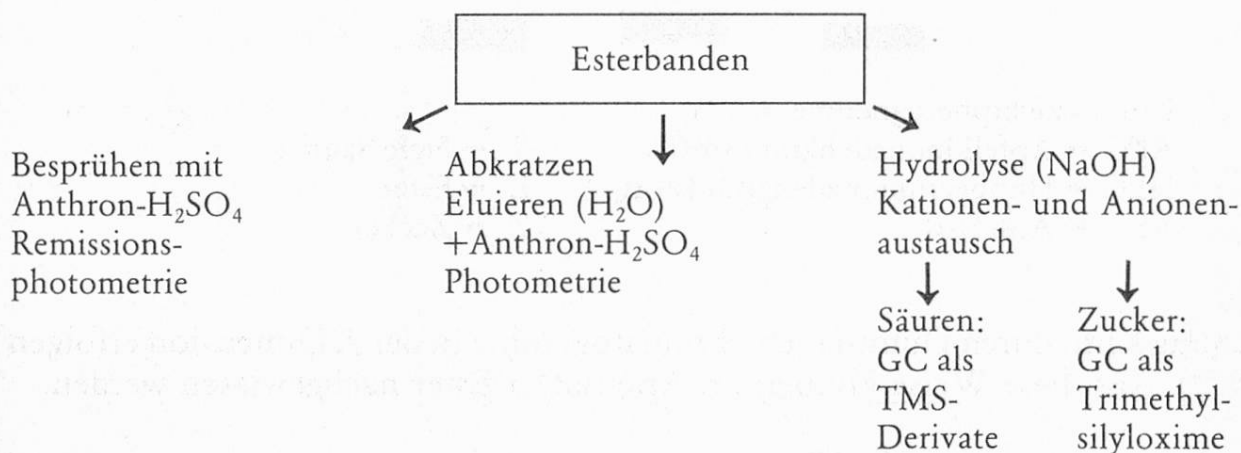 Esterbanden
Besprühen mit
Anthron-H₂SO₄
Remissions-
photometrie
Abkratzen
Eluieren (H₂O)
+Anthron-H₂SO₄
Photometrie
Hydrolyse (NaOH)
Kationen- und Anionen-
austausch
Säuren:
GC als
TMS-
Derivate
Zucker:
GC als
Trimethyl-
silyloxime